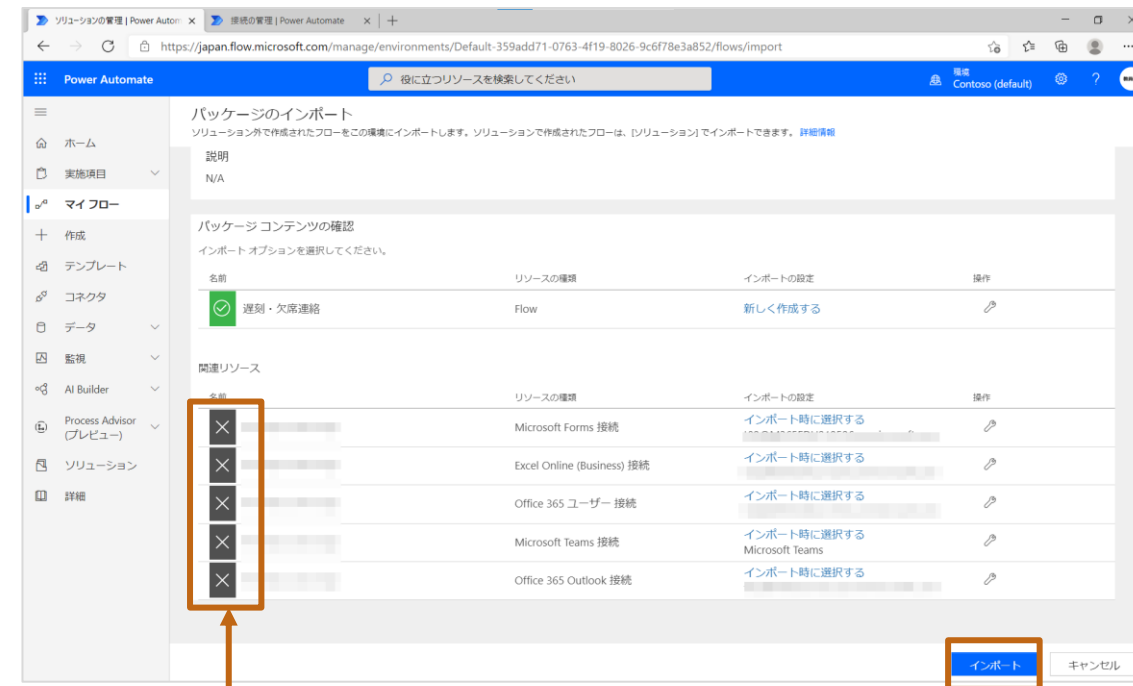 ソリューションの管理 | Power Autom
接続の管理 | Power Automate
https://japan.flow.microsoft.com/manage/environments/Default-359add71-0763-4f19-8026-9c6f78e3a852/flows/import
Power Automate
役に立つリソースを検索してください
環境
Contoso (default)
パッケージのインポート
ソリューション外で作成されたフローをこの環境にインポートします。ソリューションで作成されたフローは、[ソリューション] でインポートできます。 詳細情報
ホーム
実施項目
マイ フロー
作成
テンプレート
コネクタ
データ
監視
AI Builder
Process Advisor
(プレビュー)
ソリューション
詳細
説明
N/A
パッケージ コンテンツの確認
インポート オプションを選択してください。
名前 リソースの種類 インポートの設定 操作
遅刻・欠席連絡 Flow 新しく作成する
関連リソース
名前 リソースの種類 インポートの設定 操作
Microsoft Forms 接続 インポート時に選択する
Excel Online (Business) 接続 インポート時に選択する
Office 365 ユーザー 接続 インポート時に選択する
Microsoft Teams 接続 インポート時に選択する
Microsoft Teams
Office 365 Outlook 接続 インポート時に選択する
インポート キャンセル